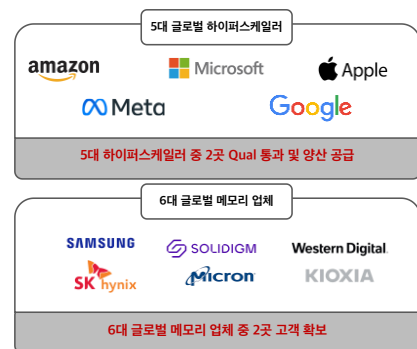 5대 글로벌 하이퍼스케일러
amazon Microsoft Apple
Meta Google
5대 하이퍼스케일러 중 2곳 Qual 통과 및 양산 공급
6대 글로벌 메모리 업체
SAMSUNG SOLIDIGM Western Digital.
SK hynix Micron KIOXIA
6대 글로벌 메모리 업체 중 2곳 고객 확보